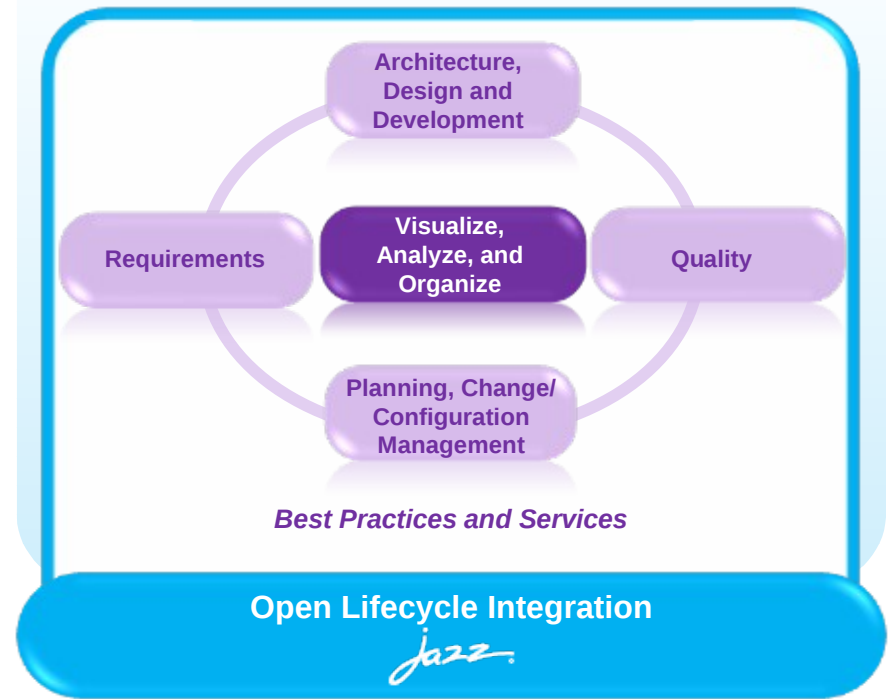 Architecture,
Design and
Development
Requirements
Visualize,
Analyze, and
Organize
Quality
Planning, Change/
Configuration
Management
Best Practices and Services
Open Lifecycle Integration
jazz